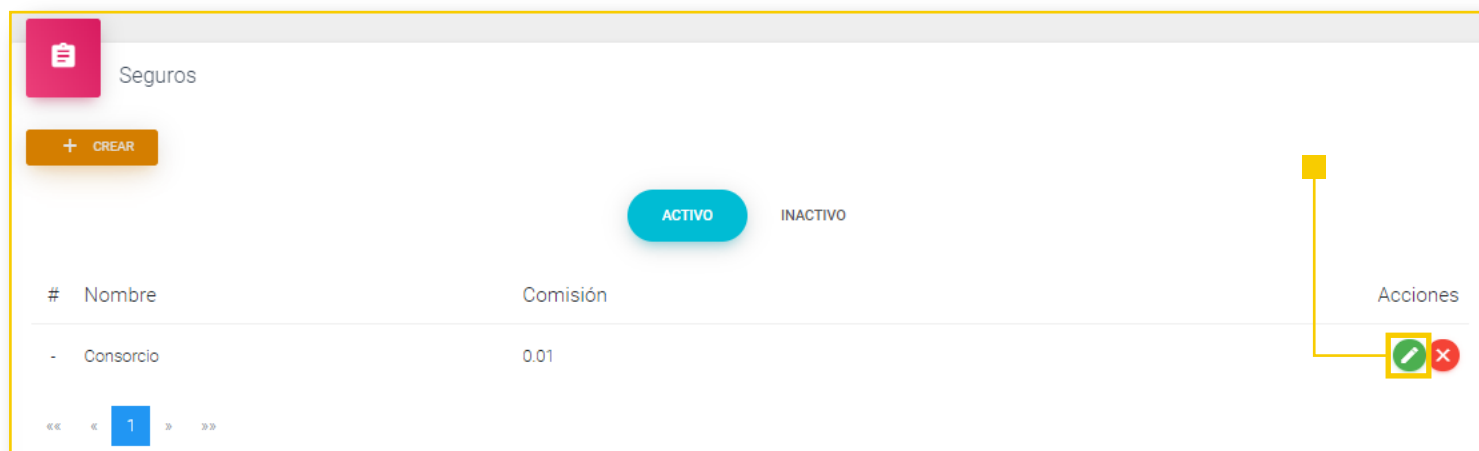 Seguros
+ CREAR
ACTIVO INACTIVO
# Nombre Comisión Acciones
- Consorcio 0.01
«« « 1 » »»